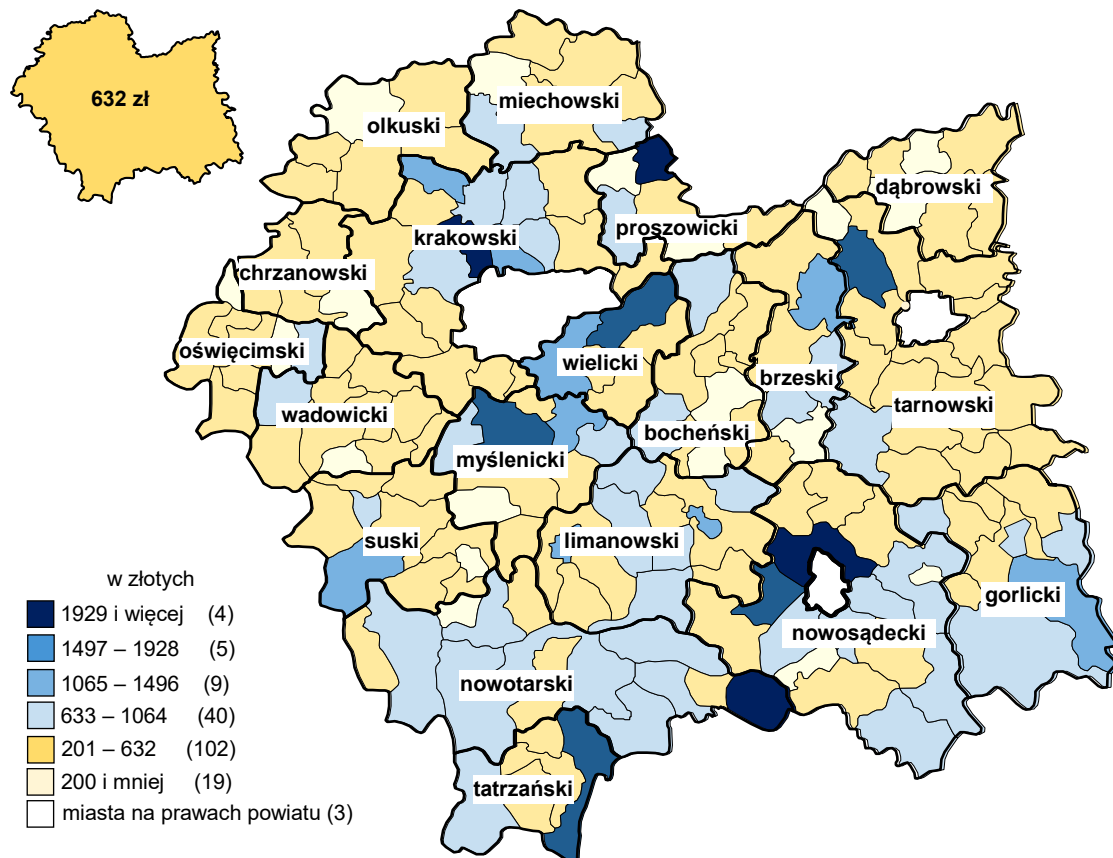 632 zł
miechowski
olkuski
dąbrowski
proszowicki
krakowski
chrzanowski
oświęcimski
wielicki
brzeski
wadowicki
tarnowski
bocheński
myślenicki
suski
limanowski
gorlicki
nowosądecki
nowotarski
tatrzański
w złotych
1929 i więcej (4)
1497 – 1928 (5)
1065 – 1496 (9)
633 – 1064 (40)
201 – 632 (102)
200 i mniej (19)
miasta na prawach powiatu (3)